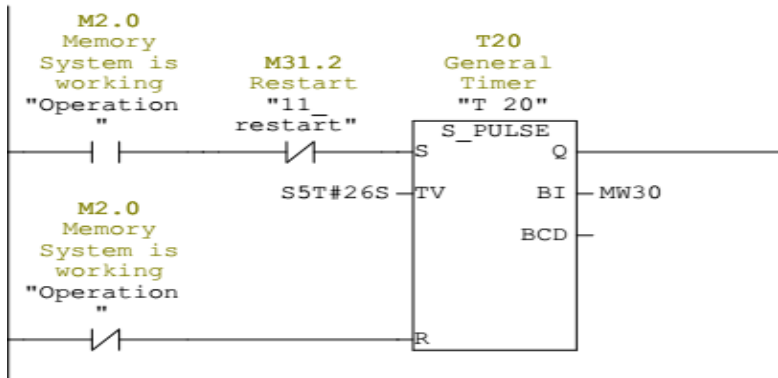 M2.0
Memory
System is
working
"Operation
"
M31.2
Restart
"11_
restart"
T20
General
Timer
"T 20"
S_PULSE
S
Q
S5T#26S
TV
BI
MW30
BCD
M2.0
Memory
System is
working
"Operation
"
R